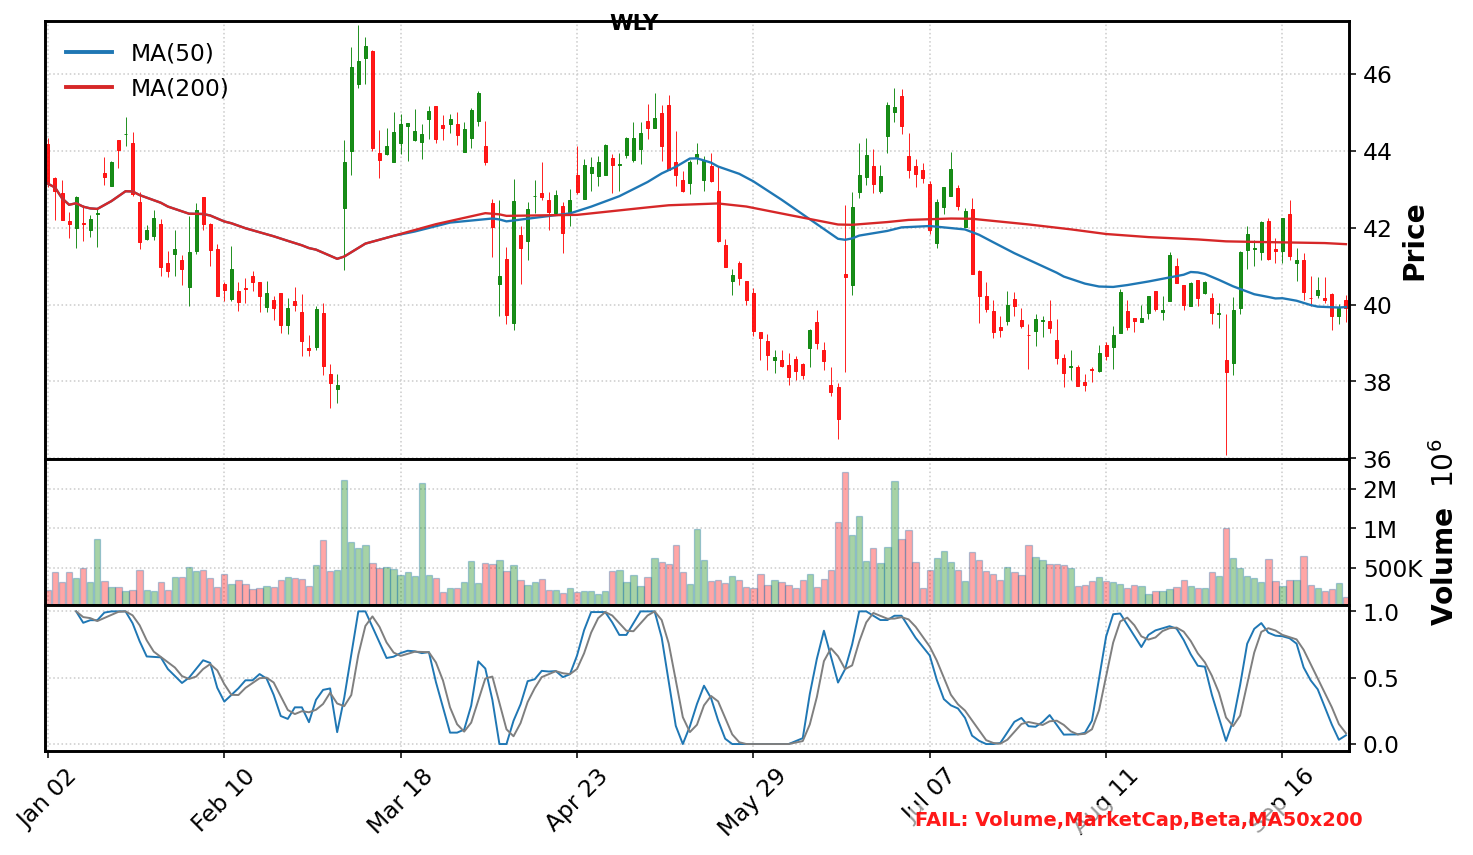 WLY
MA(50)
MA(200)
46
44
42
40
38
36
Price
2M
1M
500K
Volume 10^6
1.0
0.5
0.0
Jan 02
Feb 10
Mar 18
Apr 23
May 29
Jul 07
Aug 11
Sep 16
FAIL: Volume,MarketCap,Beta,MA50x200